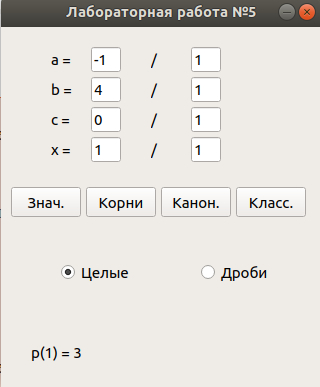 Лабораторная работа №5
a = -1 / 1
b = 4 / 1
c = 0 / 1
x = 1 / 1
Знач. Корни Канон. Класс.
Целые Дроби
p(1) = 3